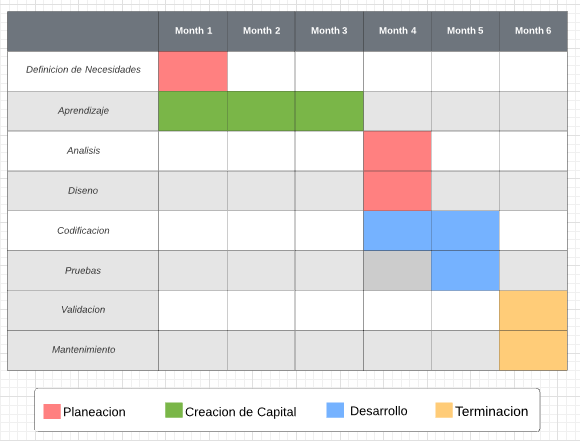 Month 1 Month 2 Month 3 Month 4 Month 5 Month 6
Definicion de Necesidades
Aprendizaje
Analisis
Diseno
Codificacion
Pruebas
Validacion
Mantenimiento
Planeacion Creacion de Capital Desarrollo Terminacion